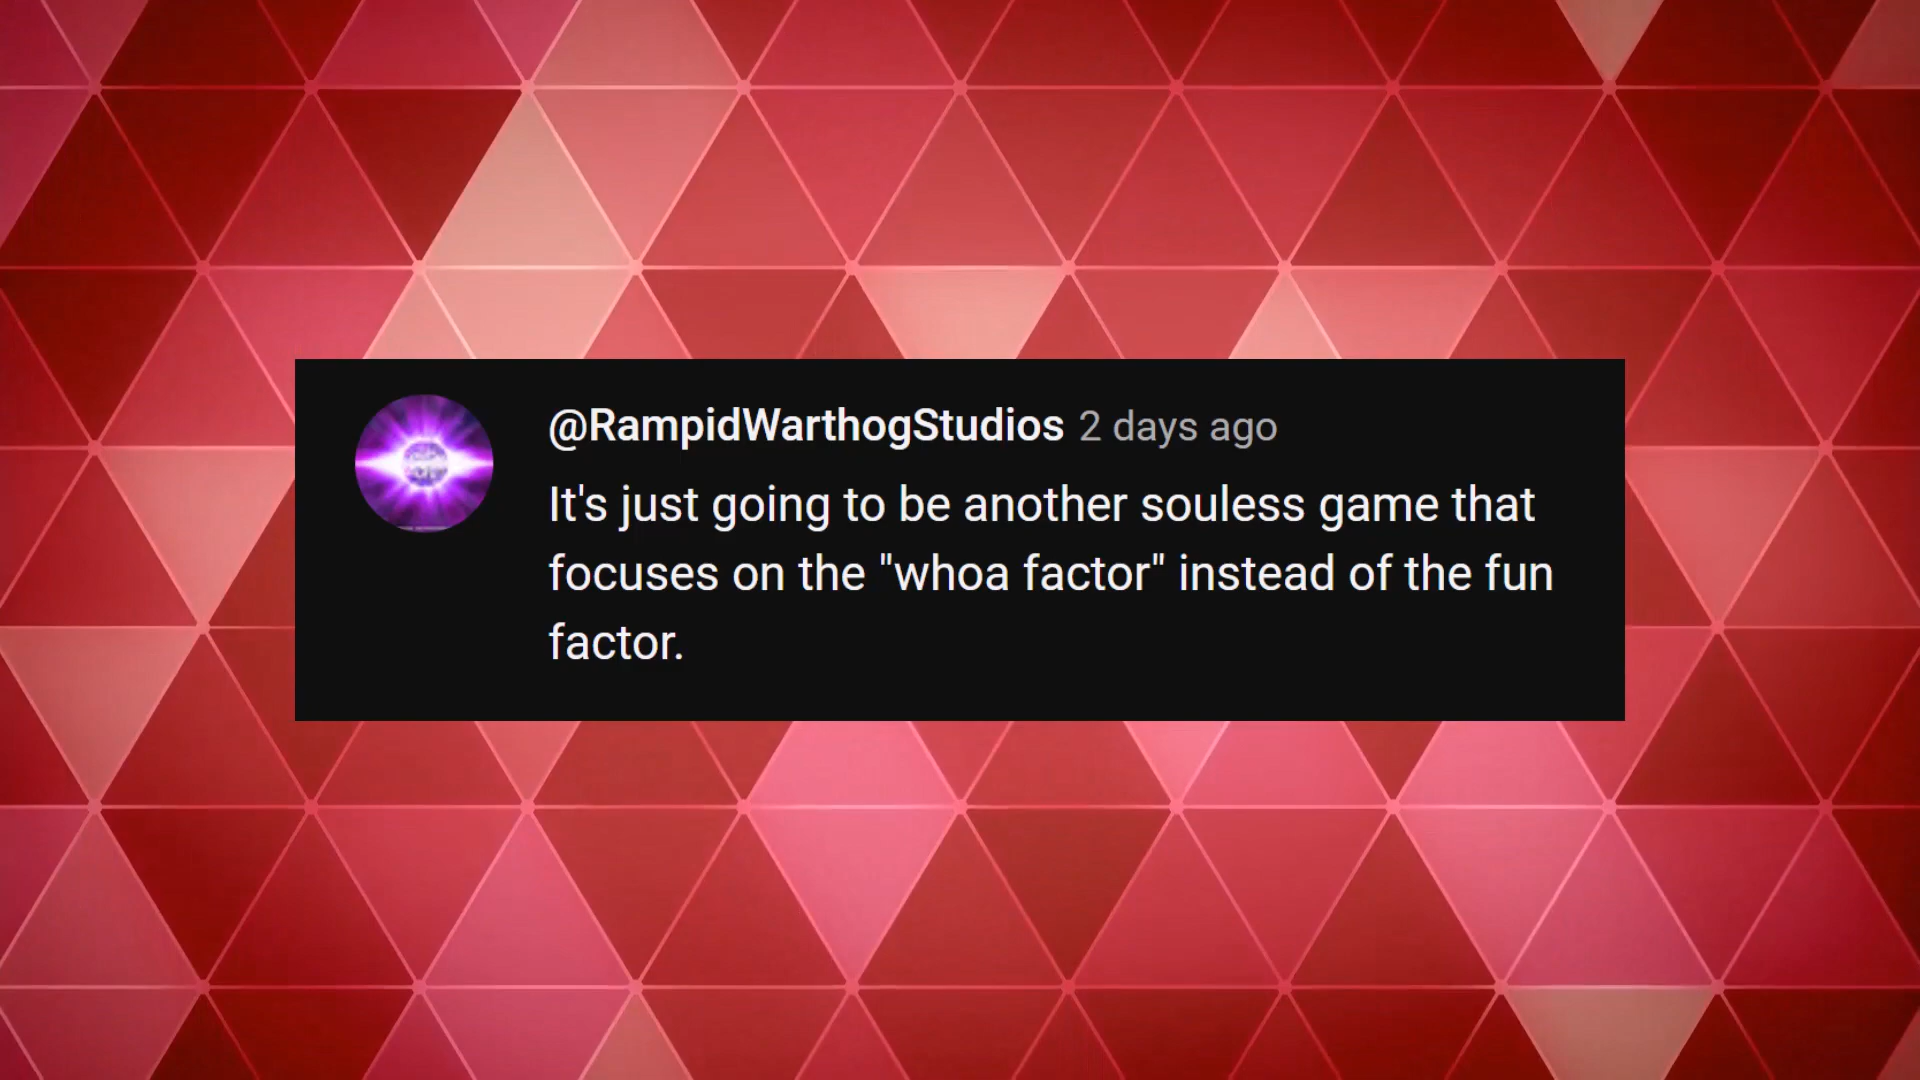 @RampidWarthogStudios 2 days ago
It's just going to be another souless game that
focuses on the "whoa factor" instead of the fun
factor.